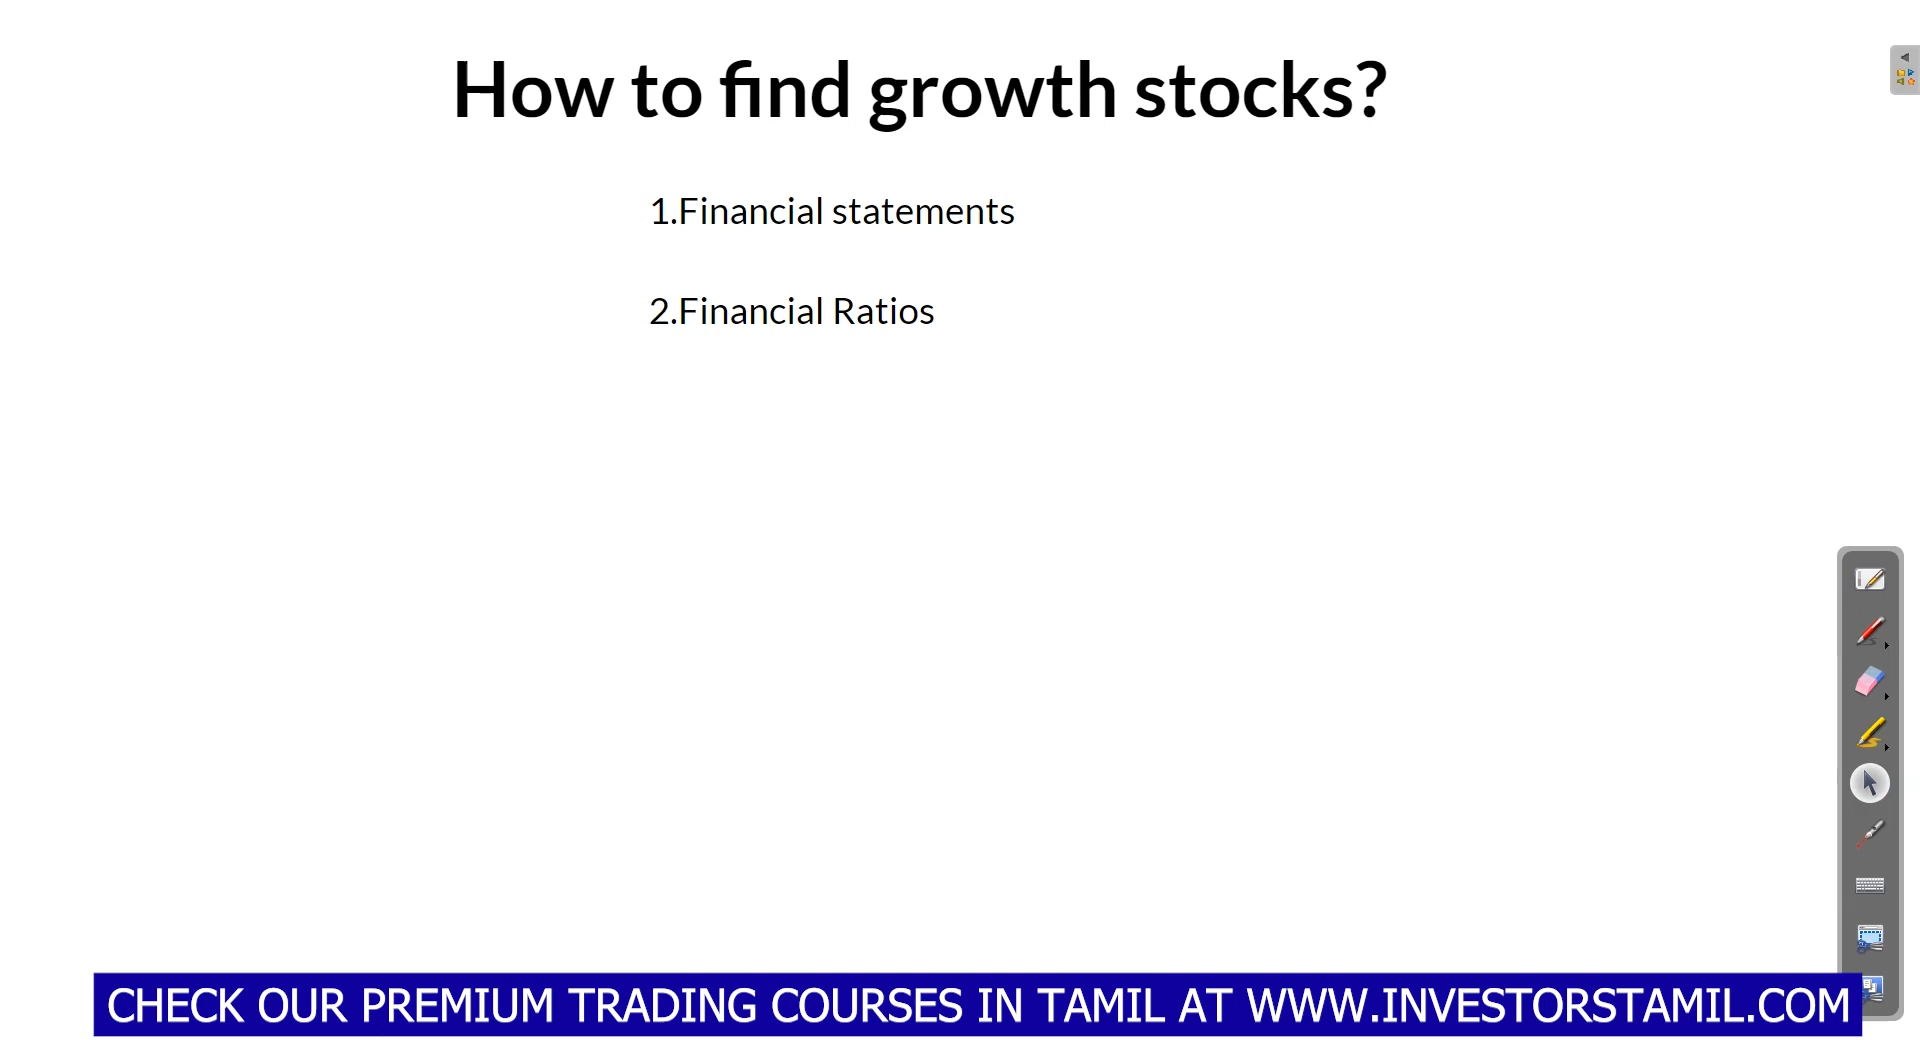 How to find growth stocks?
1.Financial statements
2.Financial Ratios
CHECK OUR PREMIUM TRADING COURSES IN TAMIL AT WWW.INVESTORSTAMIL.COM